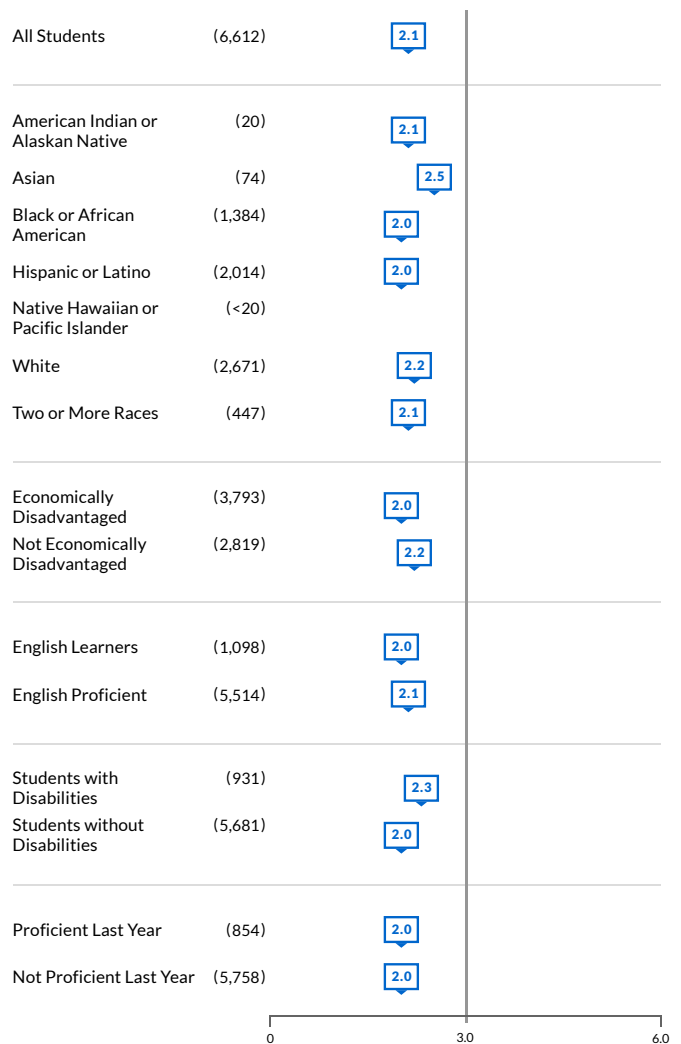 All Students (6,612) 2.1
American Indian or (20)
Alaskan Native 2.1
Asian (74) 2.5
Black or African (1,384)
American 2.0
Hispanic or Latino (2,014) 2.0
Native Hawaiian or (<20)
Pacific Islander
White (2,671) 2.2
Two or More Races (447) 2.1
Economically (3,793)
Disadvantaged 2.0
Not Economically (2,819)
Disadvantaged 2.2
English Learners (1,098) 2.0
English Proficient (5,514) 2.1
Students with (931)
Disabilities 2.3
Students without (5,681)
Disabilities 2.0
Proficient Last Year (854) 2.0
Not Proficient Last Year (5,758) 2.0
0 3.0 6.0